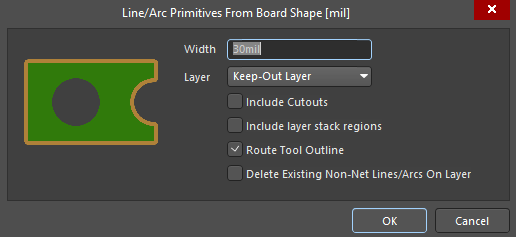 Line/Arc Primitives From Board Shape [mil]
Width 30mil
Layer Keep-Out Layer
Include Cutouts
Include layer stack regions
Route Tool Outline
Delete Existing Non-Net Lines/Arcs On Layer
OK Cancel